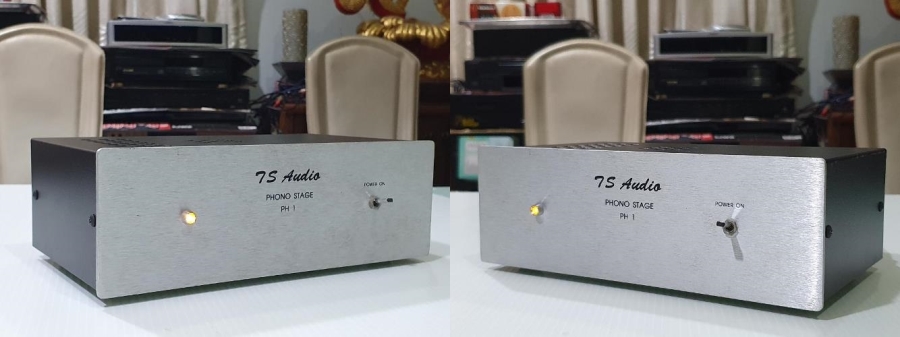 TS Audio
PHONO STAGE
PH 1
POWER ON
TS Audio
PHONO STAGE
PH 1
POWER ON